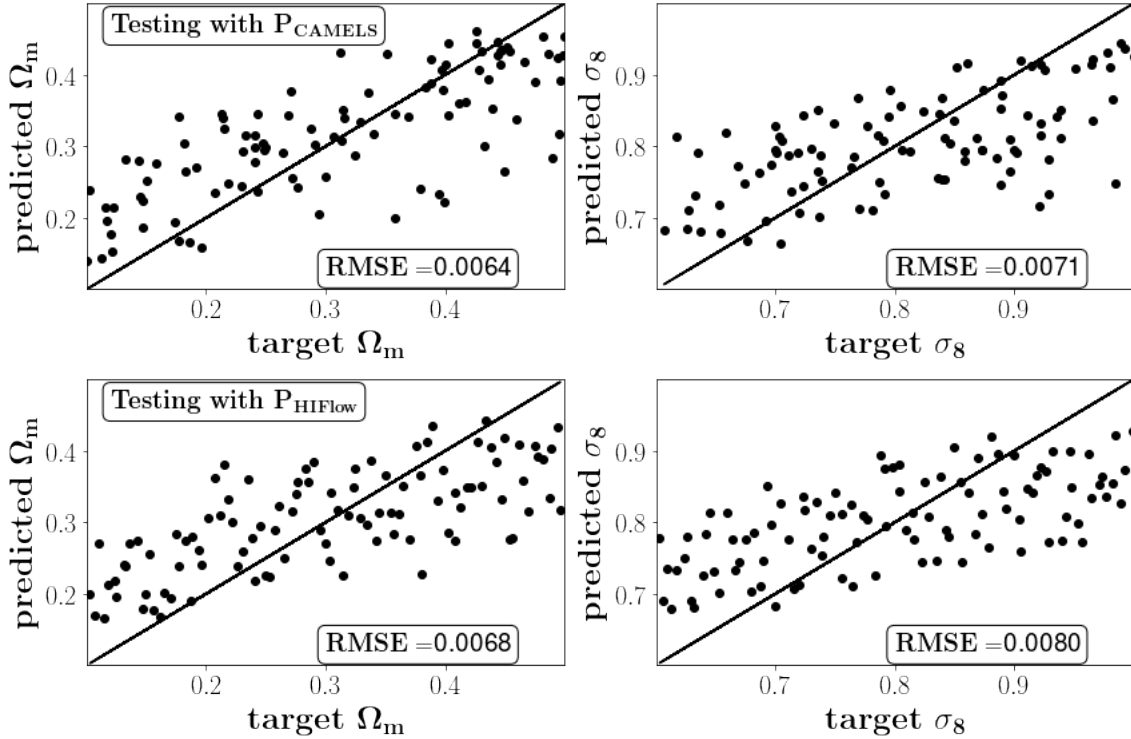 Testing with P_CAMELS
predicted Ω_m
0.4
0.3
0.2
RMSE =0.0064
0.2 0.3 0.4
target Ω_m
predicted σ_8
0.9
0.8
0.7
RMSE =0.0071
0.7 0.8 0.9
target σ_8
Testing with P_HIFlow
predicted Ω_m
0.4
0.3
0.2
RMSE =0.0068
0.2 0.3 0.4
target Ω_m
predicted σ_8
0.9
0.8
0.7
RMSE =0.0080
0.7 0.8 0.9
target σ_8